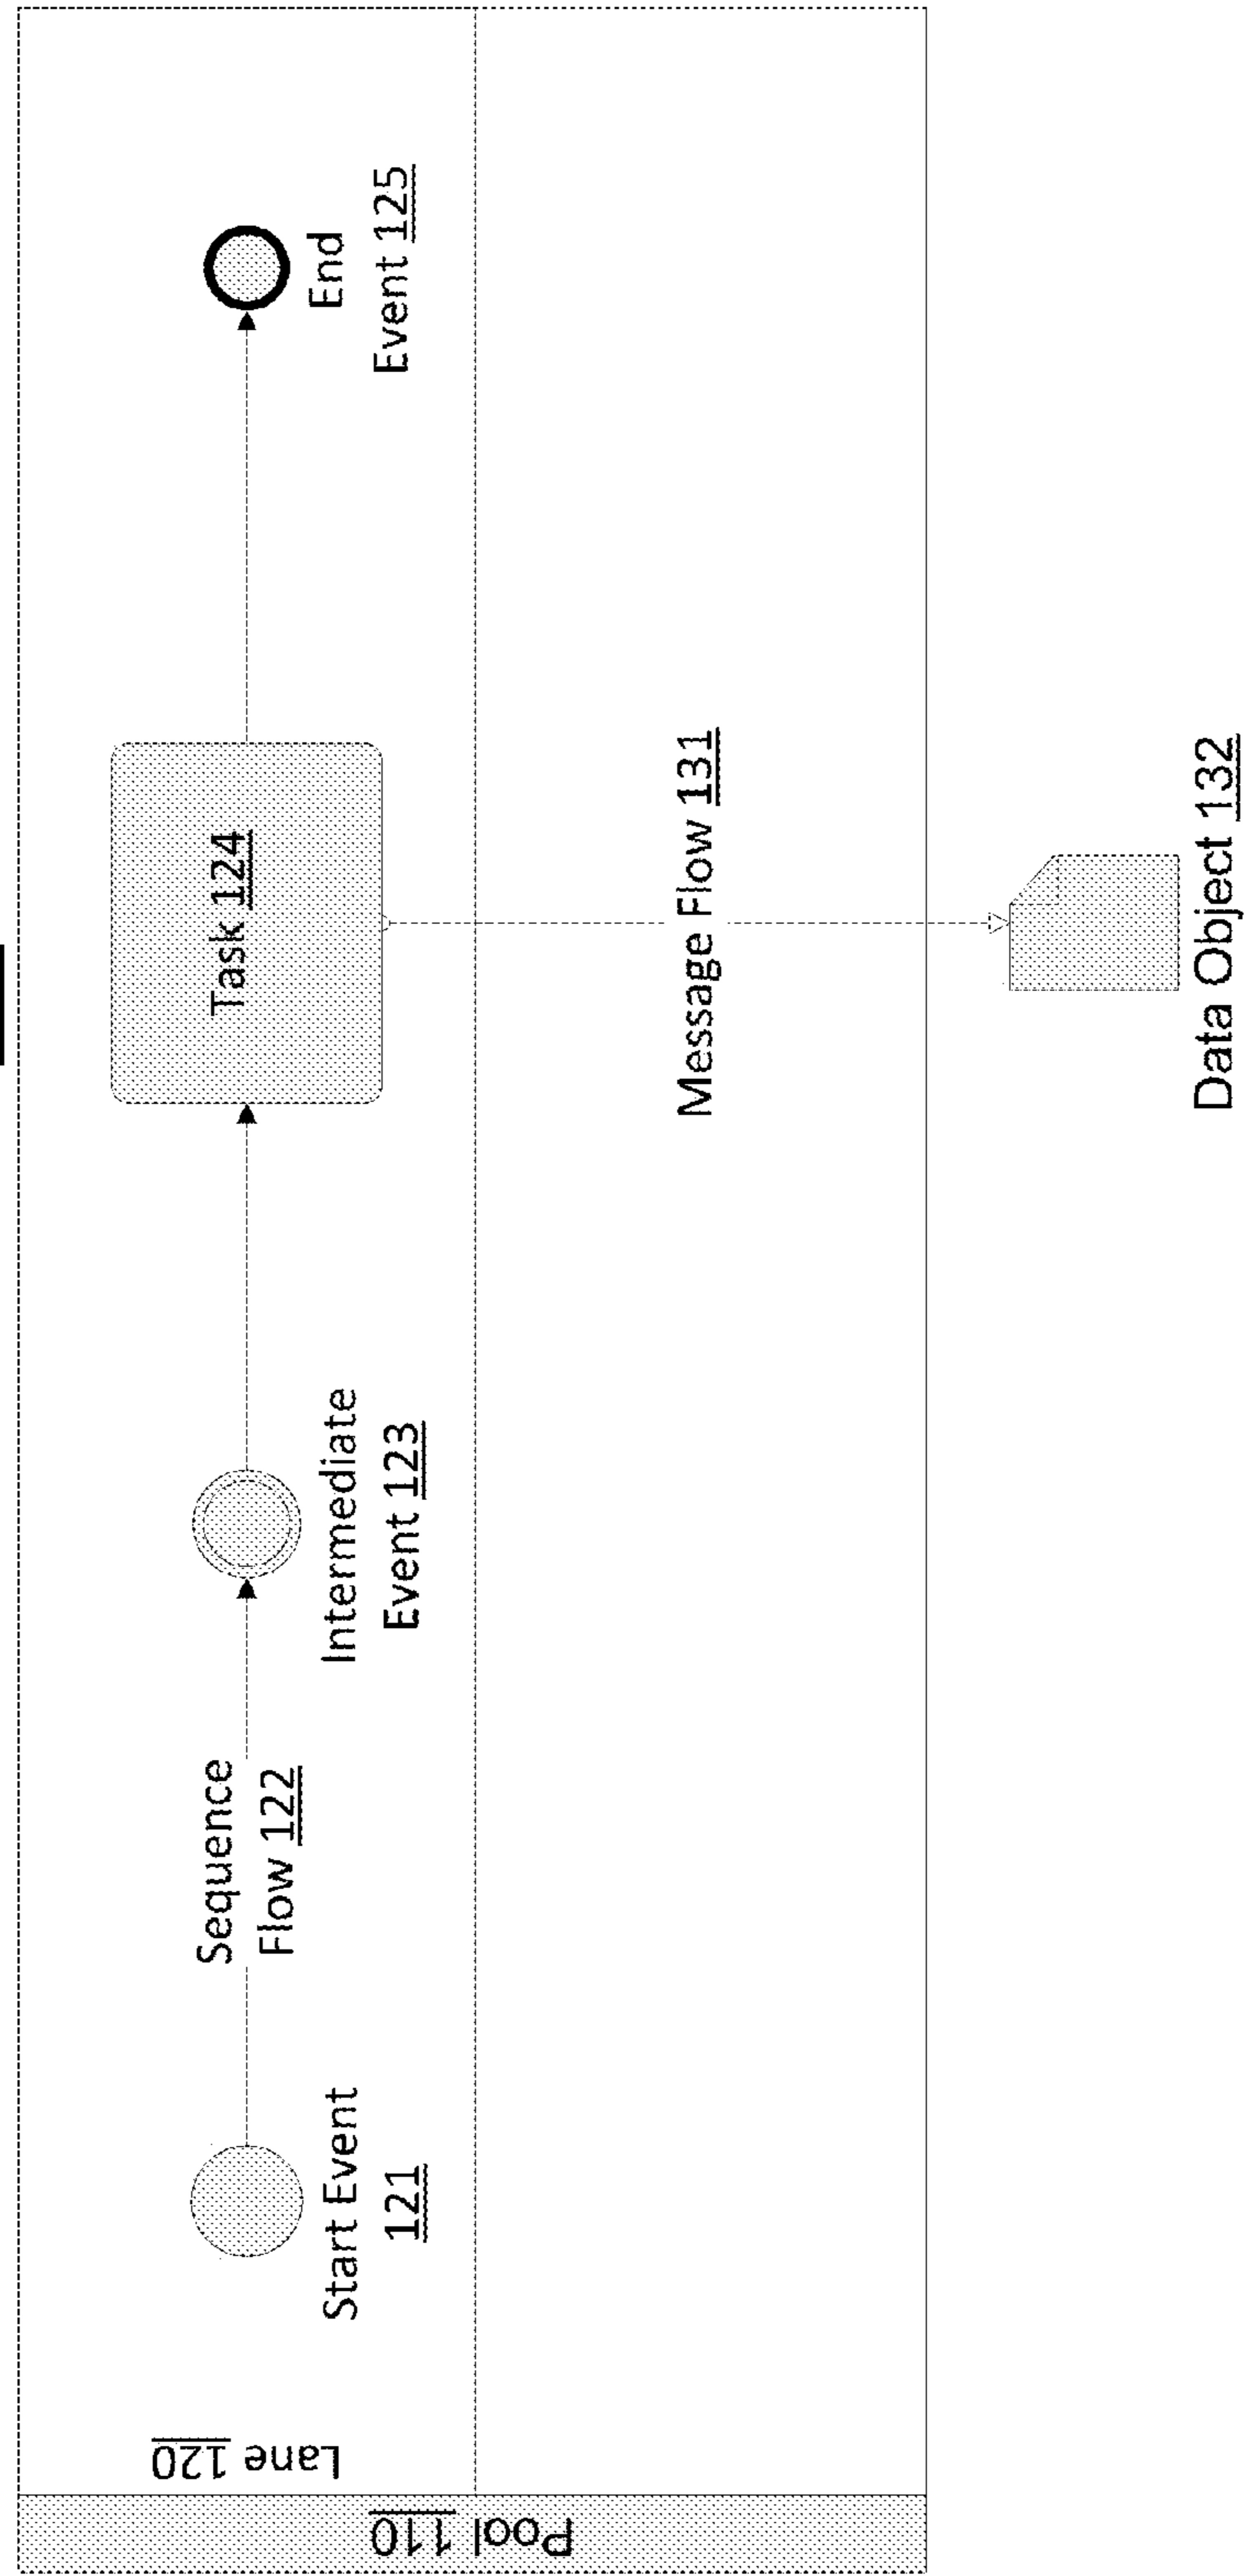 Pool 110
Lane 120
Start Event
121
Sequence
Flow 122
Intermediate
Event 123
Task 124
End
Event 125
Message Flow 131
Data Object 132